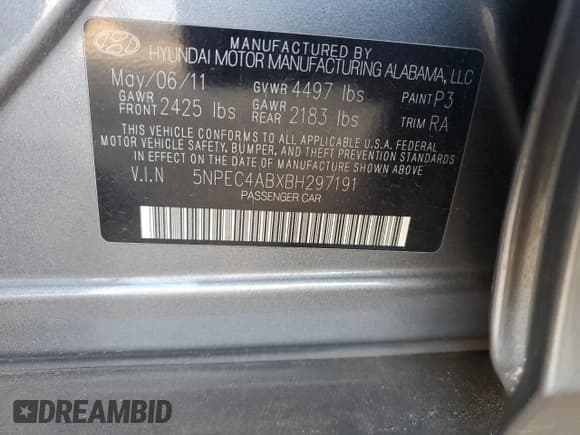 MANUFACTURED BY
HYUNDAI MOTOR MANUFACTURING ALABAMA, LLC
May/06/11 GVWR 4497 lbs PAINT P3
GAWR FRONT 2425 lbs GAWR REAR 2183 lbs TRIM RA
THIS VEHICLE CONFORMS TO ALL APPLICABLE U.S.A. FEDERAL
MOTOR VEHICLE SAFETY, BUMPER, AND THEFT PREVENTION STANDARDS
IN EFFECT ON THE DATE OF MANUFACTURE SHOWN ABOVE
V.I.N 5NPEC4ABXBH297191
PASSENGER CAR
DREAMBID